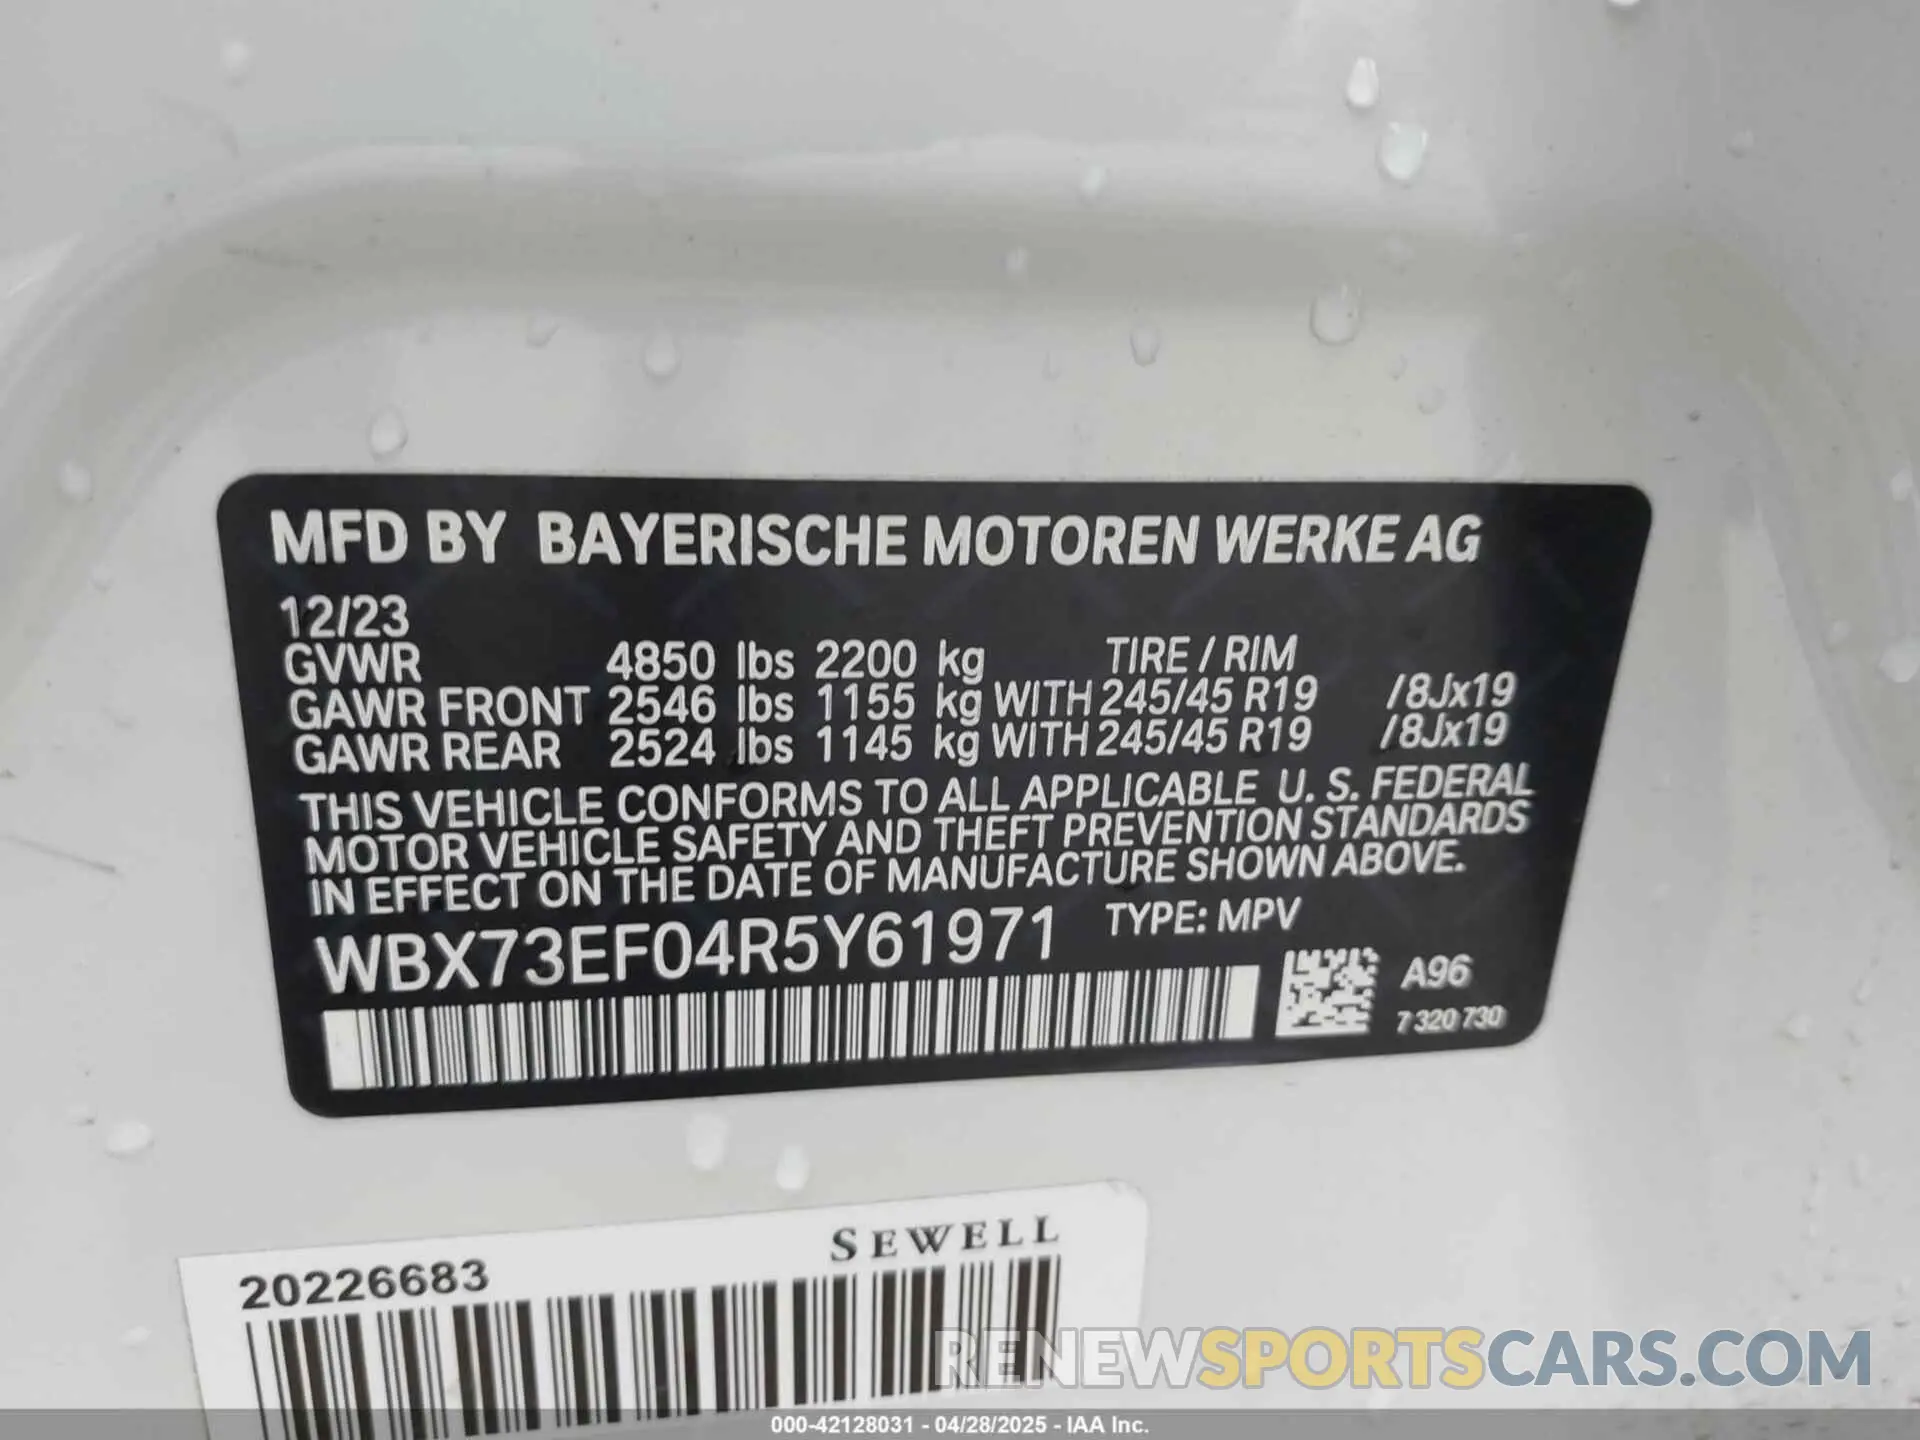 MFD BY BAYERISCHE MOTOREN WERKE AG
12/23
GVWR 4850 lbs 2200 kg TIRE / RIM
GAWR FRONT 2546 lbs 1155 kg WITH 245/45 R19 /8Jx19
GAWR REAR 2524 lbs 1145 kg WITH 245/45 R19 /8Jx19
THIS VEHICLE CONFORMS TO ALL APPLICABLE U. S. FEDERAL
MOTOR VEHICLE SAFETY AND THEFT PREVENTION STANDARDS
IN EFFECT ON THE DATE OF MANUFACTURE SHOWN ABOVE.
WBX73EF04R5Y61971 TYPE: MPV
A96
7 320 730
SEWELL
20226683
RENEWSPORTSCARS.COM
000-42128031 - 04/28/2025 - IAA Inc.